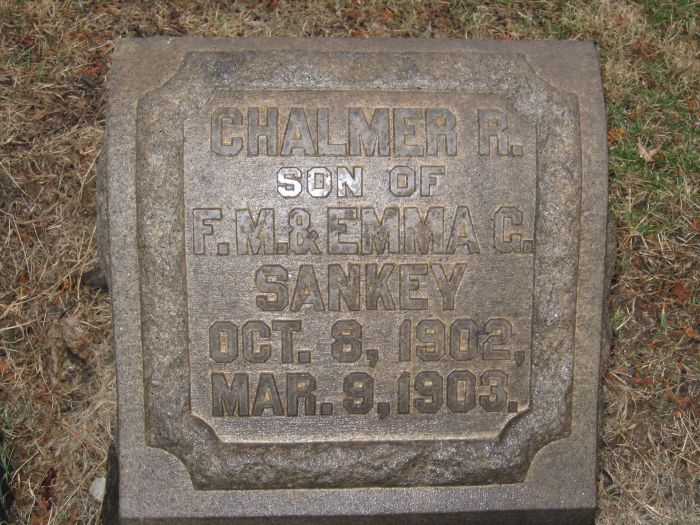 CHALMER R.
SON OF
F.M.& EMMA G.
SANKEY
OCT. 8, 1902,
MAR. 9, 1903.